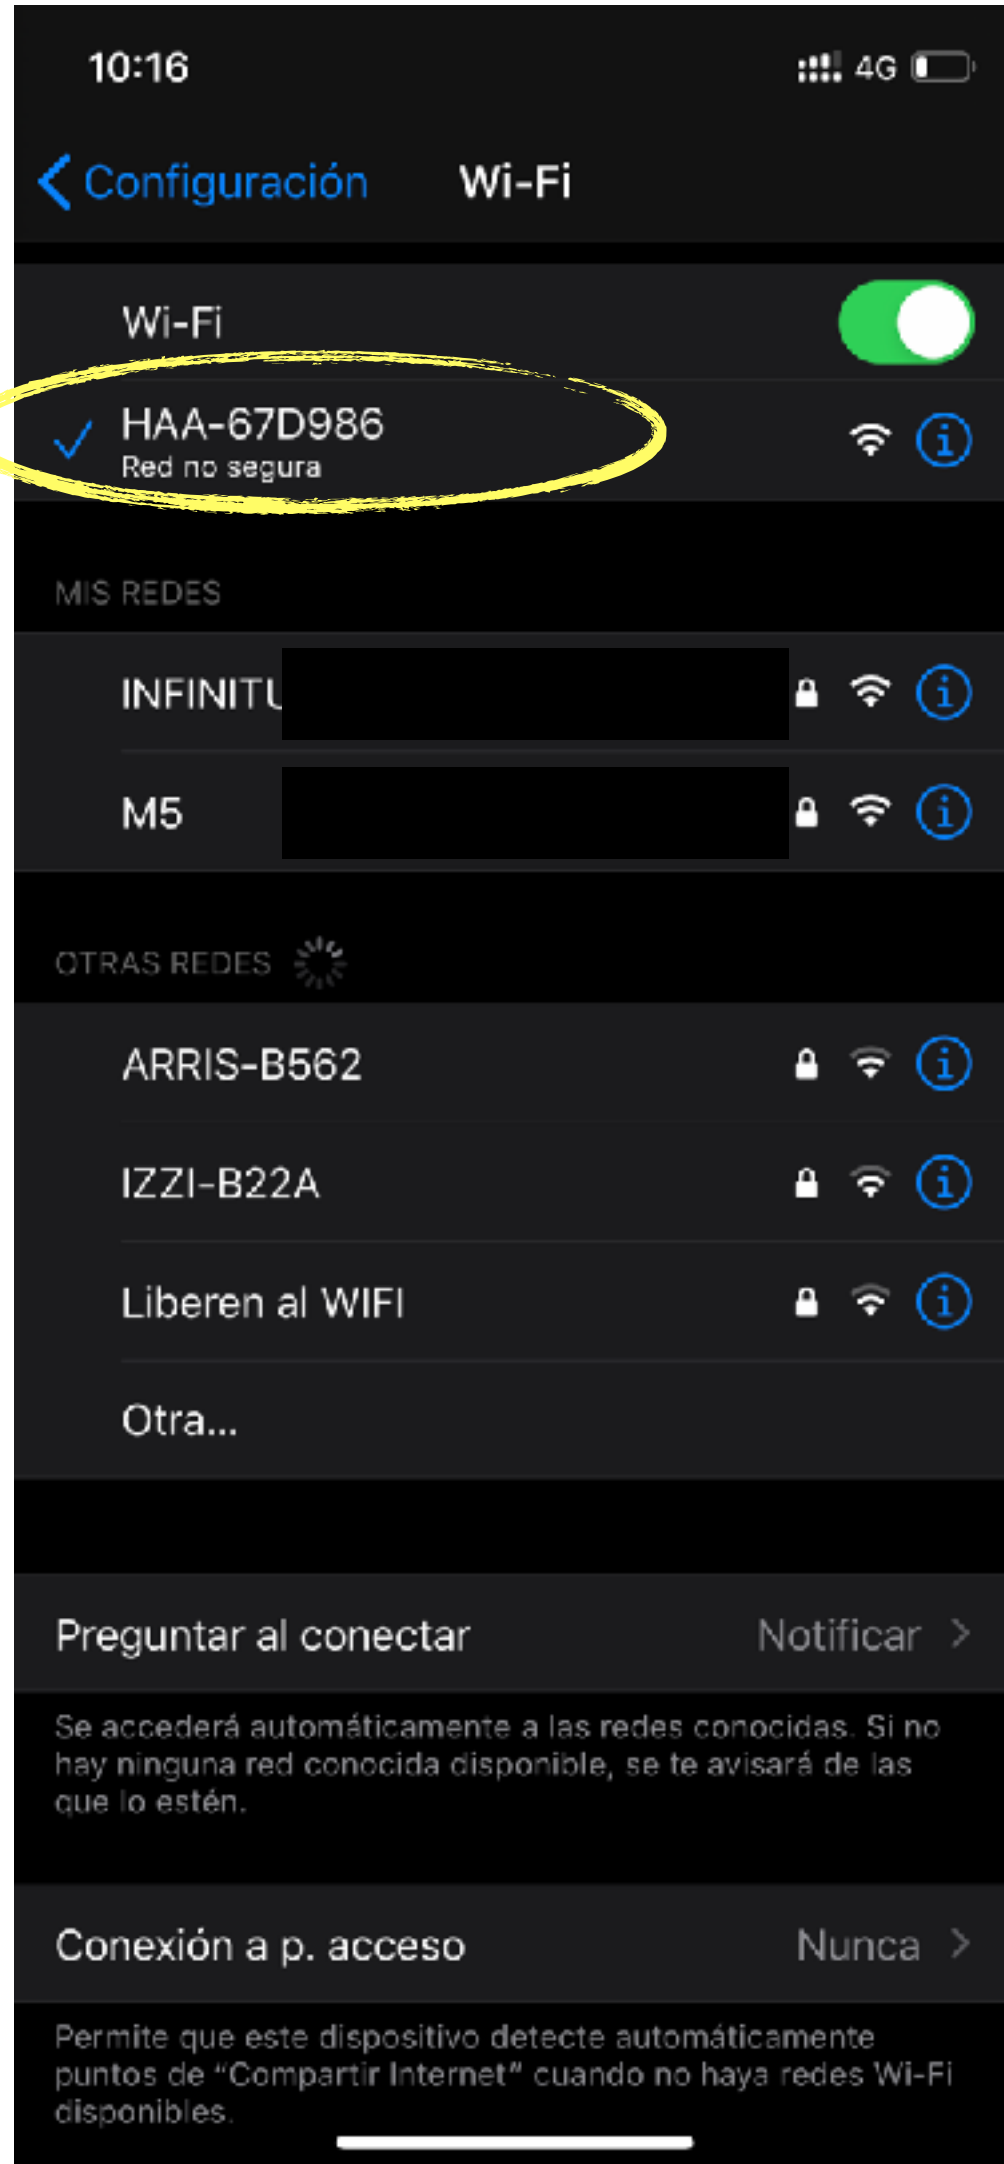 10:16
4G
Configuración
Wi-Fi
Wi-Fi
HAA-67D986
Red no segura
MIS REDES
INFINITU
M5
OTRAS REDES
ARRIS-B562
IZZI-B22A
Liberen al WIFI
Otra...
Preguntar al conectar
Notificar
Se accederá automáticamente a las redes conocidas. Si no
hay ninguna red conocida disponible, se te avisará de las
que lo estén.
Conexión a p. acceso
Nunca
Permite que este dispositivo detecte automáticamente
puntos de “Compartir Internet” cuando no haya redes Wi-Fi
disponibles.